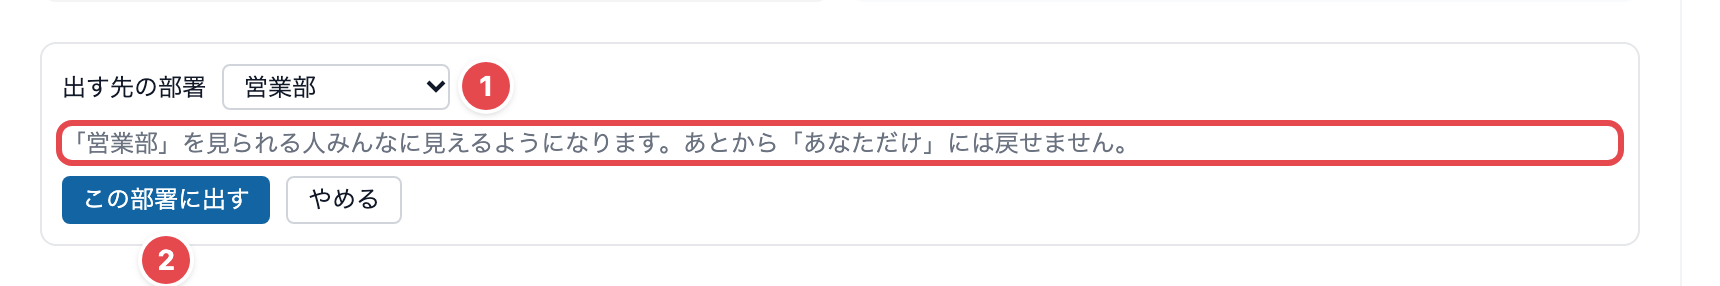 出す先の部署 営業部 1
「営業部」を見られる人みんなに見えるようになります。あとから「あなただけ」には戻せません。
この部署に出す やめる
2